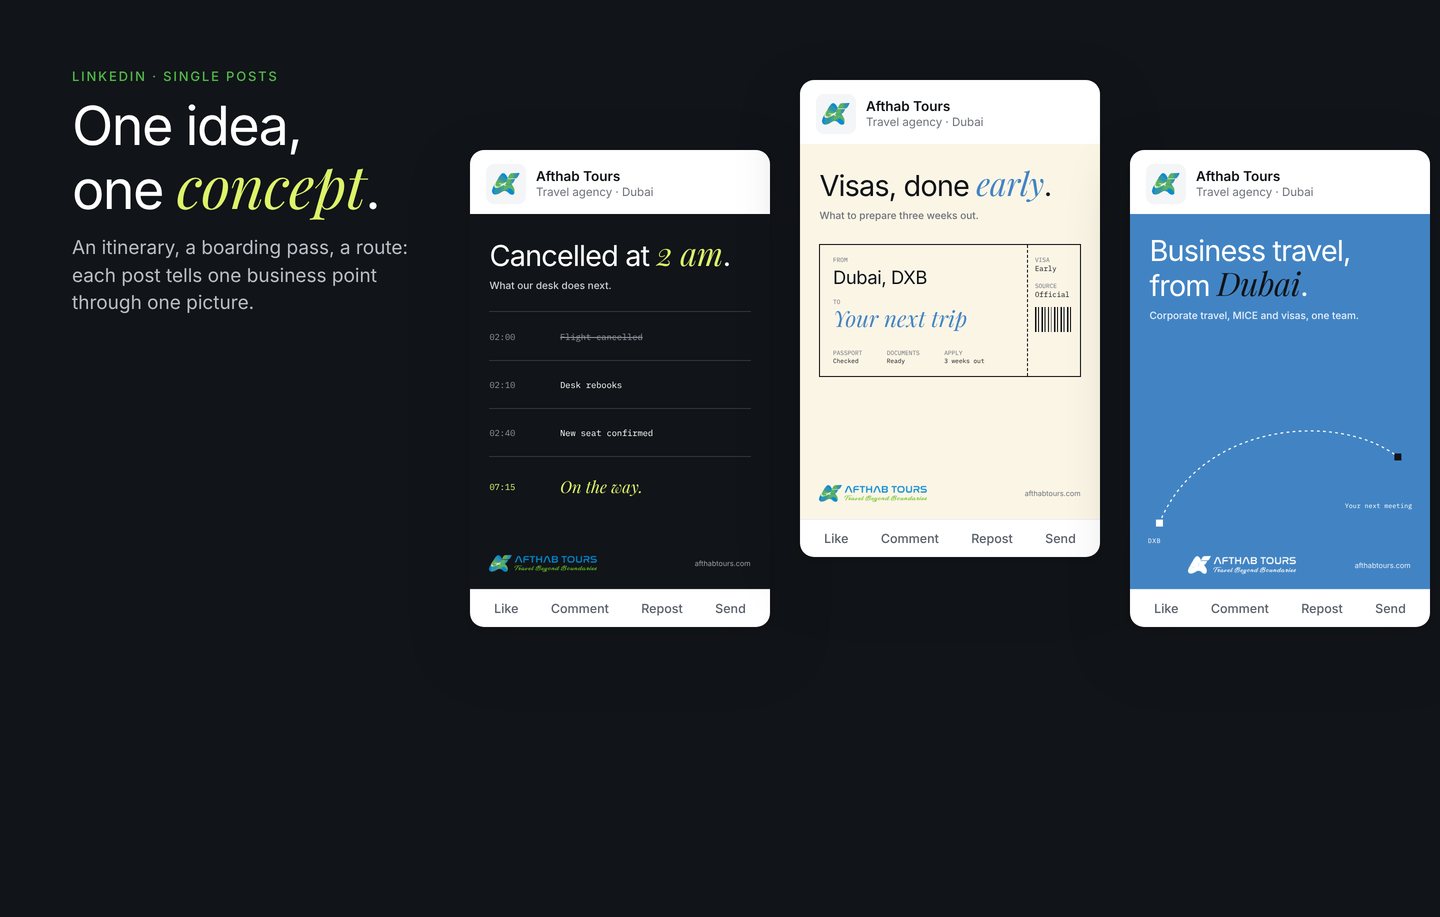 LINKEDIN · SINGLE POSTS
One idea,
one concept.
An itinerary, a boarding pass, a route:
each post tells one business point
through one picture.
Afthab Tours
Travel agency · Dubai
Cancelled at 2 am.
What our desk does next.
02:00 Flight cancelled
02:10 Desk rebooks
02:40 New seat confirmed
07:15 On the way.
AFTHAB TOURS
Travel Beyond Boundaries
afthabtours.com
Like Comment Repost Send
Afthab Tours
Travel agency · Dubai
Visas, done early.
What to prepare three weeks out.
FROM
Dubai, DXB
TO
Your next trip
PASSPORT DOCUMENTS APPLY
Checked Ready 3 weeks out
VISA
Early
SOURCE
Official
AFTHAB TOURS
Travel Beyond Boundaries
afthabtours.com
Like Comment Repost Send
Afthab Tours
Travel agency · Dubai
Business travel,
from Dubai.
Corporate travel, MICE and visas, one team.
Your next meeting
DXB
AFTHAB TOURS
Travel Beyond Boundaries
afthabtours.com
Like Comment Repost Send